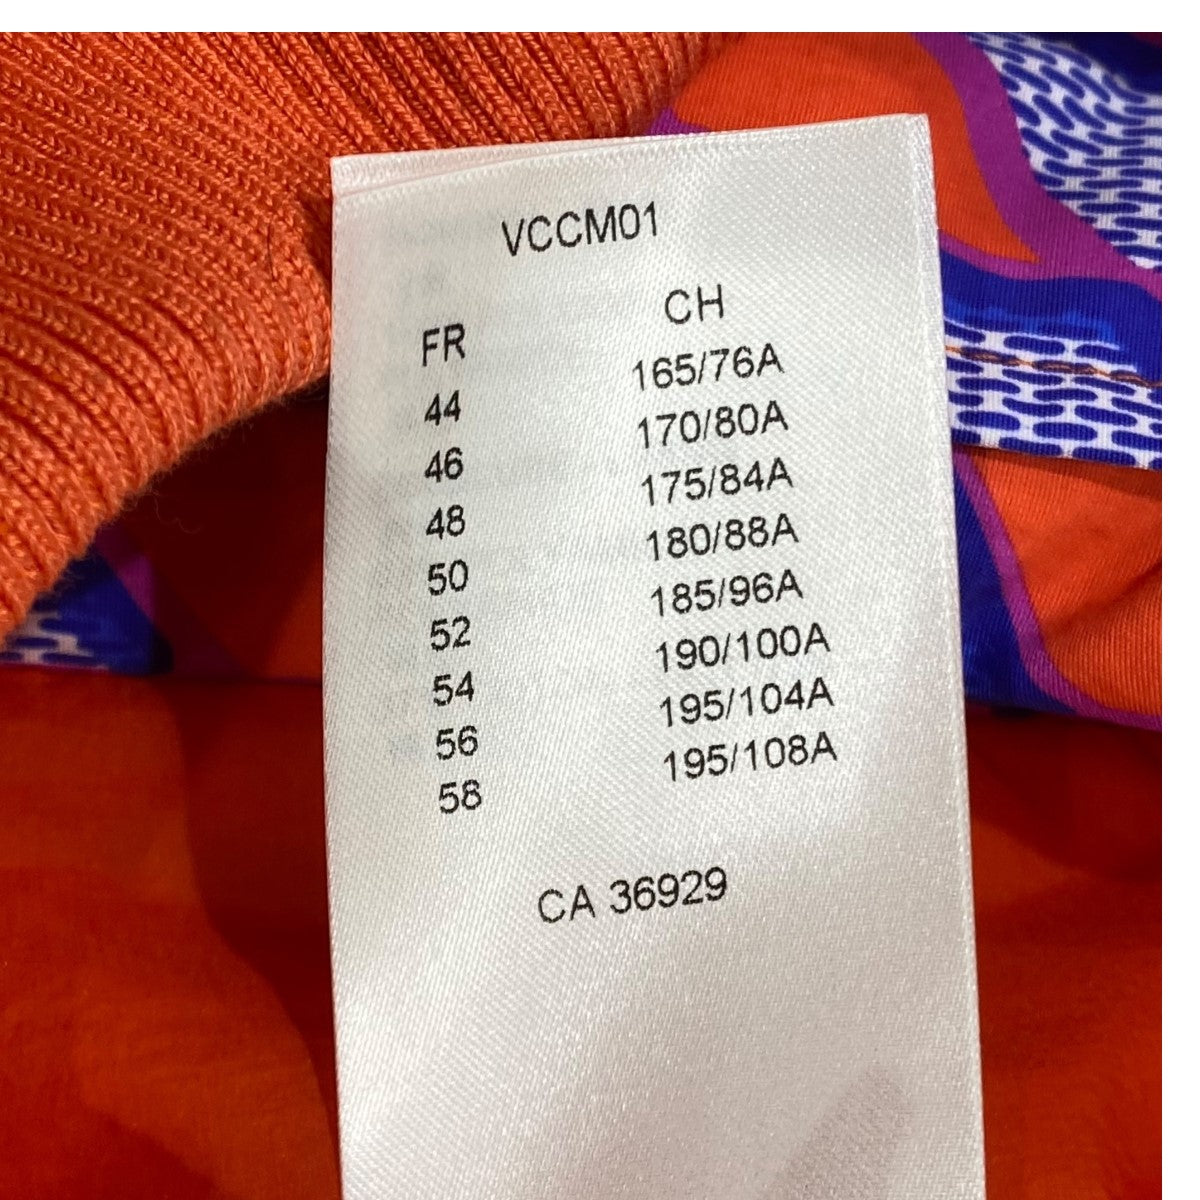 VCCM01
FR CH
44 165/76A
46 170/80A
48 175/84A
50 180/88A
52 185/96A
54 190/100A
56 195/104A
58 195/108A
CA 36929